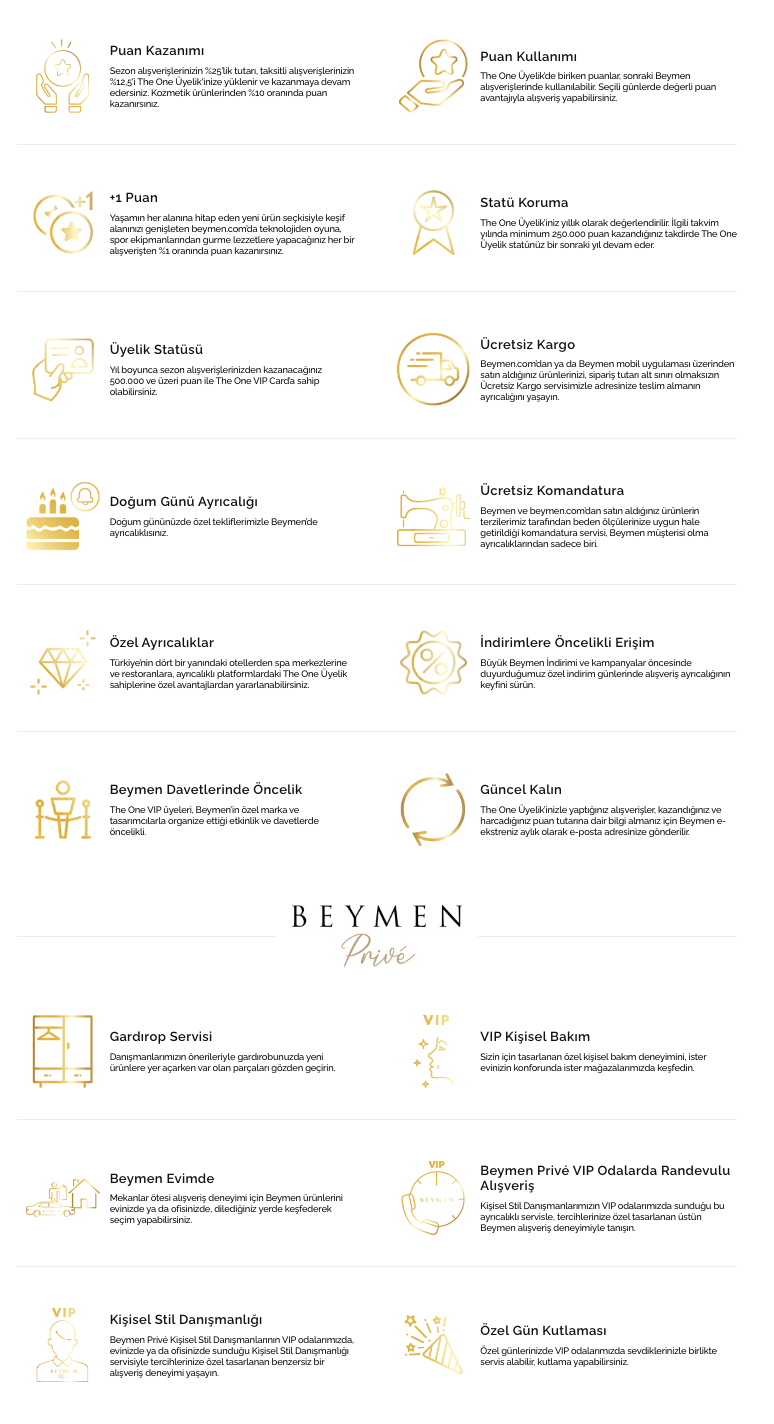 Puan Kazanımı
Sezon alışverişlerinizin %25'lik tutarı, taksitli alışverişlerinizin
%12,5'i The One Üyelik'inize yüklenir ve kazanmaya devam
edersiniz. Kozmetik ürünlerinden %10 oranında puan
kazanırsınız.
Puan Kullanımı
The One Üyelik'de biriken puanlar, sonraki Beymen
alışverişlerinde kullanılabilir. Seçili günlerde değerli puan
avantajıyla alışveriş yapabilirsiniz.
+1
+1 Puan
Yaşamın her alanına hitap eden yeni ürün seçkisiyle keşif
alanınızı genişleten beymen.com'da teknolojiden oyuna,
spor ekipmanlarından gurme lezzetlere yapacağınız her bir
alışverişten %1 oranında puan kazanırsınız.
Statü Koruma
The One Üyelik'iniz yıllık olarak değerlendirilir. İlgili takvim
yılında minimum 250.000 puan kazandığınız takdirde The One
Üyelik statünüz bir sonraki yıl devam eder.
Üyelik Statüsü
Yıl boyunca sezon alışverişlerinizden kazanacağınız
500.000 ve üzeri puan ile The One VIP Card'a sahip
olabilirsiniz.
Ücretsiz Kargo
Beymen.com'dan ya da Beymen mobil uygulaması üzerinden
satın aldığınız ürünlerinizi, sipariş tutarı alt sınırı olmaksızın
Ücretsiz Kargo servisimizle adresinize teslim almanın
ayrıcalığını yaşayın.
Doğum Günü Ayrıcalığı
Doğum gününüzde özel tekliflerimizle Beymen'de
ayrıcalıklısınız.
Ücretsiz Komandatura
Beymen ve beymen.com'dan satın aldığınız ürünlerin
terzilerimiz tarafından beden ölçülerinize uygun hale
getirildiği komandatura servisi, Beymen müşterisi olma
ayrıcalıklarından sadece biri.
Özel Ayrıcalıklar
Türkiye'nin dört bir yanındaki otellerden spa merkezlerine
ve restoranlara, ayrıcalıklı platformlardaki The One Üyelik
sahiplerine özel avantajlardan yararlanabilirsiniz.
İndirimlere Öncelikli Erişim
Büyük Beymen İndirimi ve kampanyalar öncesinde
duyurduğumuz özel indirim günlerinde alışveriş ayrıcalığının
keyfini sürün.
Beymen Davetlerinde Öncelik
The One VIP üyeleri, Beymen'in özel marka ve
tasarımcılarla organize ettiği etkinlik ve davetlerde
öncelikli.
Güncel Kalın
The One Üyelik'inizle yaptığınız alışverişler, kazandığınız ve
harcadığınız puan tutarına dair bilgi almanız için Beymen e-
ekstreniz aylık olarak e-posta adresinize gönderilir.
BEYMEN
Privé
Gardırop Servisi
Danışmanlarımızın önerileriyle gardırobunuzda yeni
ürünlere yer açarken var olan parçaları gözden geçirin.
VIP
VIP Kişisel Bakım
Sizin için tasarlanan özel kişisel bakım deneyimini, ister
evinizin konforunda ister mağazalarımızda keşfedin.
Beymen Evimde
Mekanlar ötesi alışveriş deneyimi için Beymen ürünlerini
evinizde ya da ofisinizde, dilediğiniz yerde keşfederek
seçim yapabilirsiniz.
VIP
BEYMEN
Beymen Privé VIP Odalarda Randevulu
Alışveriş
Kişisel Stil Danışmanlarımızın VIP odalarımızda sunduğu bu
ayrıcalıklı servisle, tercihlerinize özel tasarlanan üstün
Beymen alışveriş deneyimiyle tanışın.
VIP
BEYMEN
Kişisel Stil Danışmanlığı
Beymen Privé Kişisel Stil Danışmanlarının VIP odalarımızda,
evinizde ya da ofisinizde sunduğu Kişisel Stil Danışmanlığı
servisiyle tercihlerinize özel tasarlanan benzersiz bir
alışveriş deneyimi yaşayın.
Özel Gün Kutlaması
Özel günlerinizde VIP odalarımızda sevdiklerinizle birlikte
servis alabilir, kutlama yapabilirsiniz.